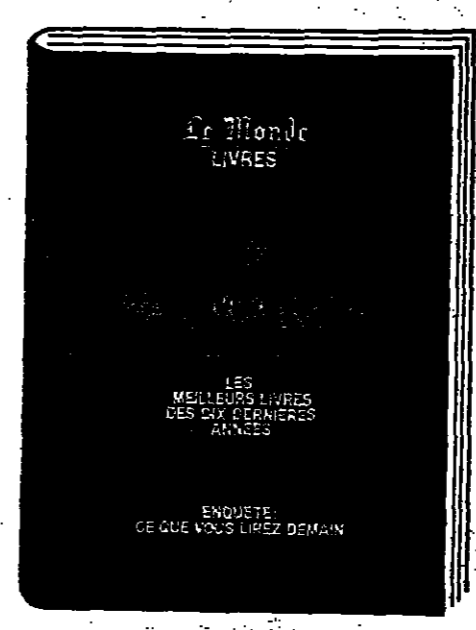 Le Monde
LIVRES
LES
MEILLEURS LIVRES
DES DIX DERNIERES
ANNEES
ENQUETE:
CE QUE VOUS LIREZ DEMAIN